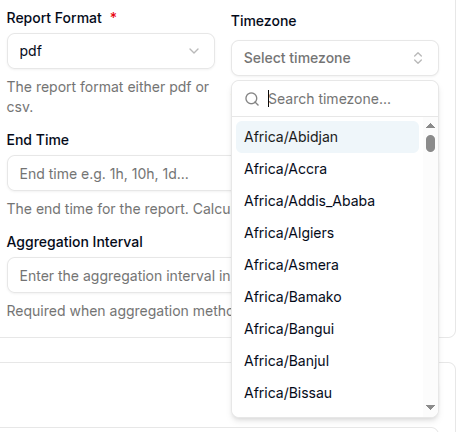 Report Format *
pdf
The report format either pdf or
csv.
Timezone
Select timezone
Search timezone...
Africa/Abidjan
Africa/Accra
Africa/Addis_Ababa
Africa/Algiers
Africa/Asmera
Africa/Bamako
Africa/Bangui
Africa/Banjul
Africa/Bissau
End Time
End time e.g. 1h, 10h, 1d...
The end time for the report. Calcu
Aggregation Interval
Enter the aggregation interval in
Required when aggregation metho